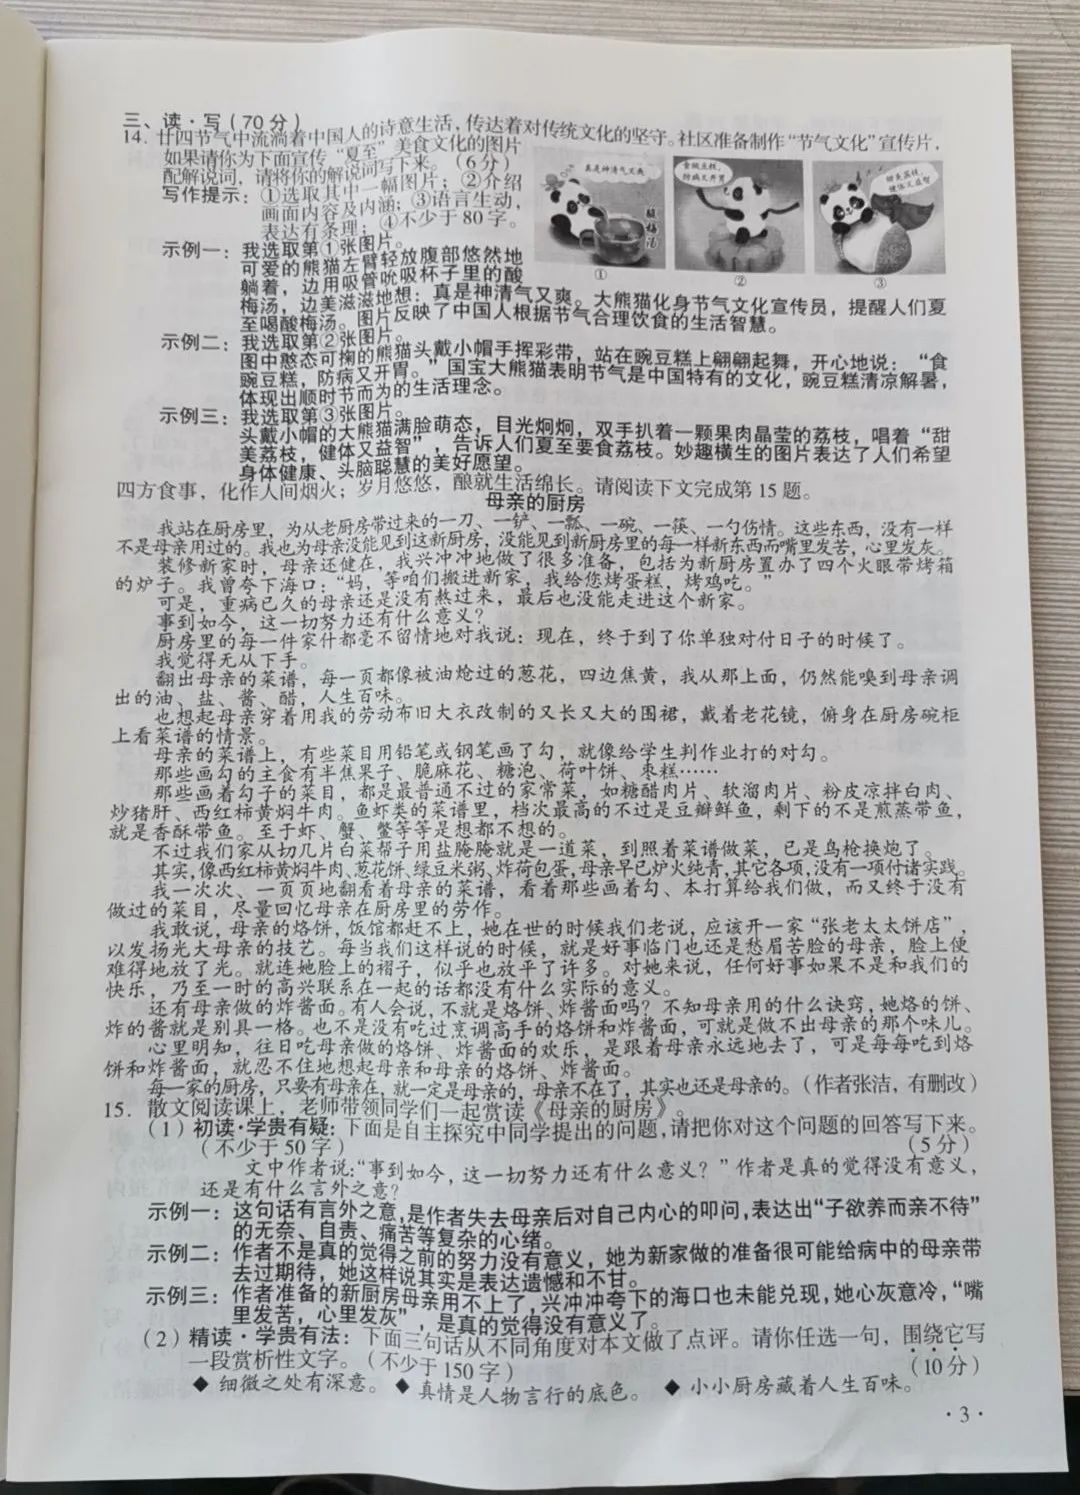 三、读·写(70分)
14. 廿四节气中流淌着中国人的诗意生活，传达着对传统文化的坚守。社区准备制作“节气文化”宣传片，
如果请你为下面宣传“夏至”美食文化的图片
配解说词，请将你的解说词写下来。(6分)
写作提示：①选取其中一幅图片；②介绍
画面内容及内涵；③语言生动，
表达有条理；④不少于80字。
真是神清气又爽
酸梅汤
①
食豌豆糕，
防病又开胃
②
甜美荔枝，
健体又益智
③
示例一：我选取第①张图片。
可爱的熊猫左臂轻放腹部悠然地
躺着，边用吸管吮吸杯子里的酸
梅汤，边美滋滋地想：真是神清气又爽。大熊猫化身节气文化宣传员，提醒人们夏
至喝酸梅汤。图片反映了中国人根据节气合理饮食的生活智慧。
示例二：我选取第②张图片。
图中憨态可掬的熊猫头戴小帽手挥彩带，站在豌豆糕上翩翩起舞，开心地说：“食
豌豆糕，防病又开胃。”国宝大熊猫表明节气是中国特有的文化，豌豆糕清凉解暑，
体现出顺时节而为的生活理念。
示例三：我选取第③张图片。
头戴小帽的大熊猫满脸萌态，目光炯炯，双手扒着一颗果肉晶莹的荔枝，唱着“甜
美荔枝，健体又益智”，告诉人们夏至要食荔枝。妙趣横生的图片表达了人们希望
身体健康、头脑聪慧的美好愿望。
四方食事，化作人间烟火；岁月悠悠，酿就生活绵长。请阅读下文完成第15题。
母亲的厨房
我站在厨房里，为从老厨房带过来的一刀、一铲、一瓢、一碗、一筷、一勺伤情。这些东西，没有一样
不是母亲用过的。我也为母亲没能见到这新厨房，没能见到新厨房里的每一样新东西而嘴里发苦，心里发灰。
装修新家时，母亲还健在，我兴冲冲地做了很多准备，包括为新厨房置办了四个火眼带烤箱
的炉子。我曾夸下海口：“妈，等咱们搬进新家，我给您烤蛋糕，烤鸡吃。”
可是，重病已久的母亲还是没有熬过来，最后也没能走进这个新家。
事到如今，这一切努力还有什么意义？
厨房里的每一件家什都毫不留情地对我说：现在，终于到了你单独对付日子的时候了。
我觉得无从下手。
翻出母亲的菜谱，每一页都像被油炝过的葱花，四边焦黄，我从那上面，仍然能嗅到母亲调
出的油、盐、酱、醋，人生百味。
也想起母亲穿着用我的劳动布旧大衣改制的又长又大的围裙，戴着老花镜，俯身在厨房碗柜
上看菜谱的情景。
母亲的菜谱上，有些菜目用铅笔或钢笔画了勾，就像给学生判作业打的对勾。
那些画勾的主食有半焦果子、脆麻花、糖泡、荷叶饼、枣糕……
那些画着勾子的菜目，都是最普通不过的家常菜，如糖醋肉片、软溜肉片、粉皮凉拌白肉、
炒猪肝、西红柿黄焖牛肉。鱼虾类的菜谱里，档次最高的不过是豆瓣鲜鱼，剩下的不是煎蒸带鱼，
就是香酥带鱼。至于虾、蟹、鳖等等是想都不想的。
不过我们家从切几片白菜帮子用盐腌腌就是一道菜，到照着菜谱做菜，已是鸟枪换炮了。
其实，像西红柿黄焖牛肉、葱花饼、绿豆米粥、炸荷包蛋，母亲早已炉火纯青，其它各项，没有一项付诸实践。
我一次次、一页页地翻看着母亲的菜谱，看着那些画着勾、本打算给我们做，而又终于没有
做过的菜目，尽量回忆母亲在厨房里的劳作。
我敢说，母亲的烙饼，饭馆都赶不上，她在世的时候我们老说，应该开一家“张老太太饼店”，
以发扬光大母亲的技艺。每当我们这样说的时候，就是好事临门也还是愁眉苦脸的母亲，脸上便
难得地放了光。就连她脸上的褶子，似乎也放平了许多。对她来说，任何好事如果不是和我们的
快乐，乃至一时的高兴联系在一起的话都没有什么实际的意义。
还有母亲做的炸酱面。有人会说，不就是烙饼、炸酱面吗？不知母亲用的什么诀窍，她烙的饼、
炸的酱就是别具一格。也不是没有吃过烹调高手的烙饼和炸酱面，可就是做不出母亲的那个味儿。
心里明知，往日吃母亲做的烙饼、炸酱面的欢乐，是跟着母亲永远地去了，可是每每吃到烙
饼和炸酱面，就忍不住地想起母亲和母亲的烙饼、炸酱面。
每一家的厨房，只要有母亲在，就一定是母亲的，母亲不在了，其实也还是母亲的。(作者张洁，有删改)
15. 散文阅读课上，老师带领同学们一起赏读《母亲的厨房》。
(1) 初读·学贵有疑：下面是自主探究中同学提出的问题，请把你对这个问题的回答写下来。
(不少于50字) (5分)
文中作者说：“事到如今，这一切努力还有什么意义？”作者是真的觉得没有意义，
还是有什么言外之意？
示例一：这句话有言外之意，是作者失去母亲后对自己内心的叩问，表达出“子欲养而亲不待”
的无奈、自责、痛苦等复杂的心绪。
示例二：作者不是真的觉得之前的努力没有意义，她为新家做的准备很可能给病中的母亲带
去过期待，她这样说其实是表达遗憾和不甘。
示例三：作者准备的新厨房母亲用不上了，兴冲冲夸下的海口也未能兑现，她心灰意冷，“嘴
里发苦，心里发灰”，是真的觉得没有意义了。
(2) 精读·学贵有法：下面三句话从不同角度对本文做了点评。请你任选一句，围绕它写
一段赏析性文字。(不少于150字) (10分)
◆ 细微之处有深意。 ◆ 真情是人物言行的底色。 ◆ 小小厨房藏着人生百味。
·3·